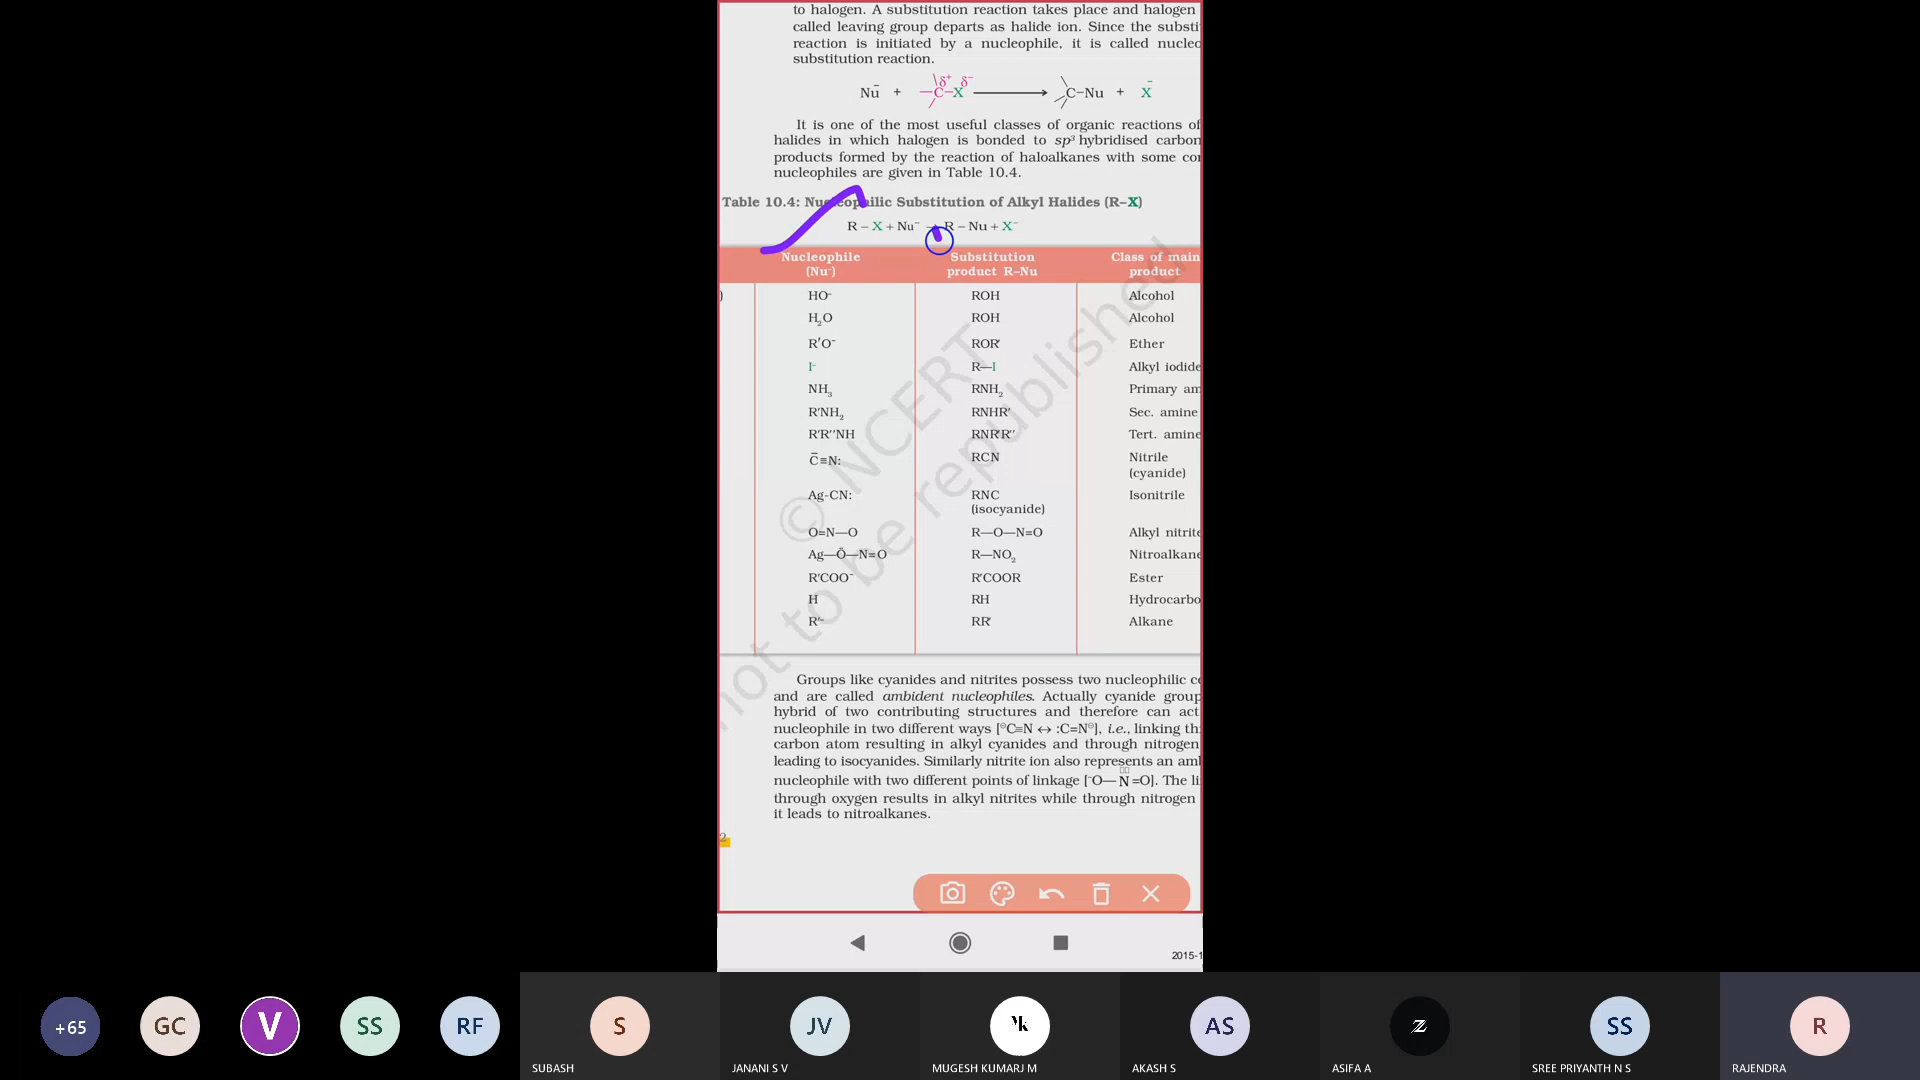 to halogen. A substitution reaction takes place and halogen
called leaving group departs as halide ion. Since the substi
reaction is initiated by a nucleophile, it is called nucleo
substitution reaction.
Nu⁻ + C–X (δ+ δ−) → C–Nu + X⁻
It is one of the most useful classes of organic reactions of
halides in which halogen is bonded to sp³ hybridised carbon
products formed by the reaction of haloalkanes with some co
nucleophiles are given in Table 10.4.
Table 10.4: Nucleophilic Substitution of Alkyl Halides (R–X)
R – X + Nu⁻ → R – Nu + X⁻
Nucleophile Substitution Class of main
(Nu⁻) product R–Nu product
) HO⁻ ROH Alcohol
H₂O ROH Alcohol
R′O⁻ ROR′ Ether
I⁻ R—I Alkyl iodide
NH₃ RNH₂ Primary am
R′NH₂ RNHR′ Sec. amine
R′R′′NH RNR′R′′ Tert. amine
C̄≡N: RCN Nitrile
(cyanide)
Ag-CN: RNC Isonitrile
(isocyanide)
O=N—O R—O—N=O Alkyl nitrite
Ag—Ö—N=O R—NO₂ Nitroalkane
R′COO⁻ R′COOR Ester
H RH Hydrocarbo
R′⁻ RR′ Alkane
© NCERT
not to be republished
Groups like cyanides and nitrites possess two nucleophilic c
and are called ambident nucleophiles. Actually cyanide group
hybrid of two contributing structures and therefore can act
nucleophile in two different ways [⊖C≡N ↔ :C=N⊖], i.e., linking th
carbon atom resulting in alkyl cyanides and through nitrogen
leading to isocyanides. Similarly nitrite ion also represents an am
nucleophile with two different points of linkage [⁻O—N=O]. The li
through oxygen results in alkyl nitrites while through nitrogen
it leads to nitroalkanes.
2
2015-1
+65 GC V SS RF S JV AS SS R
SUBASH JANANI S V MUGESH KUMARJ M AKASH S ASIFA A SREE PRIYANTH N S RAJENDRA